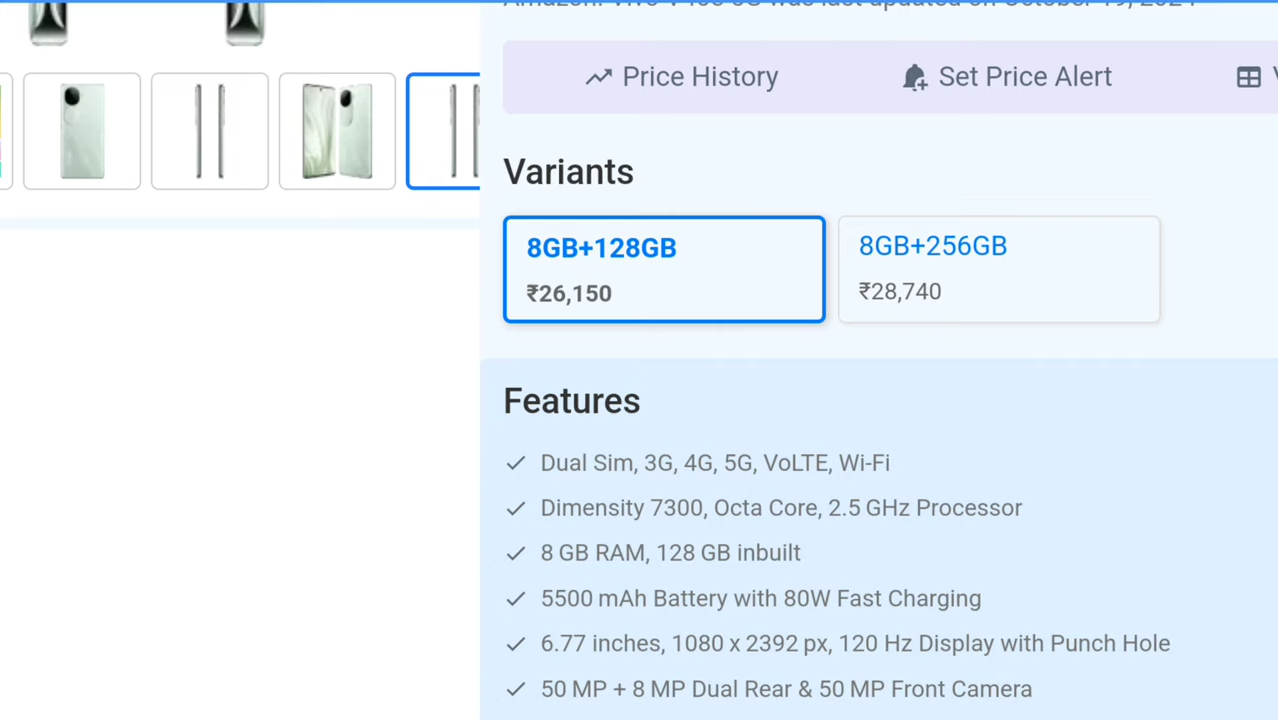 Price History
Set Price Alert
Variants
8GB+128GB
8GB+256GB
₹26,150
₹28,740
Features
Dual Sim, 3G, 4G, 5G, VoLTE, Wi-Fi
Dimensity 7300, Octa Core, 2.5 GHz Processor
8 GB RAM, 128 GB inbuilt
5500 mAh Battery with 80W Fast Charging
6.77 inches, 1080 x 2392 px, 120 Hz Display with Punch Hole
50 MP + 8 MP Dual Rear & 50 MP Front Camera